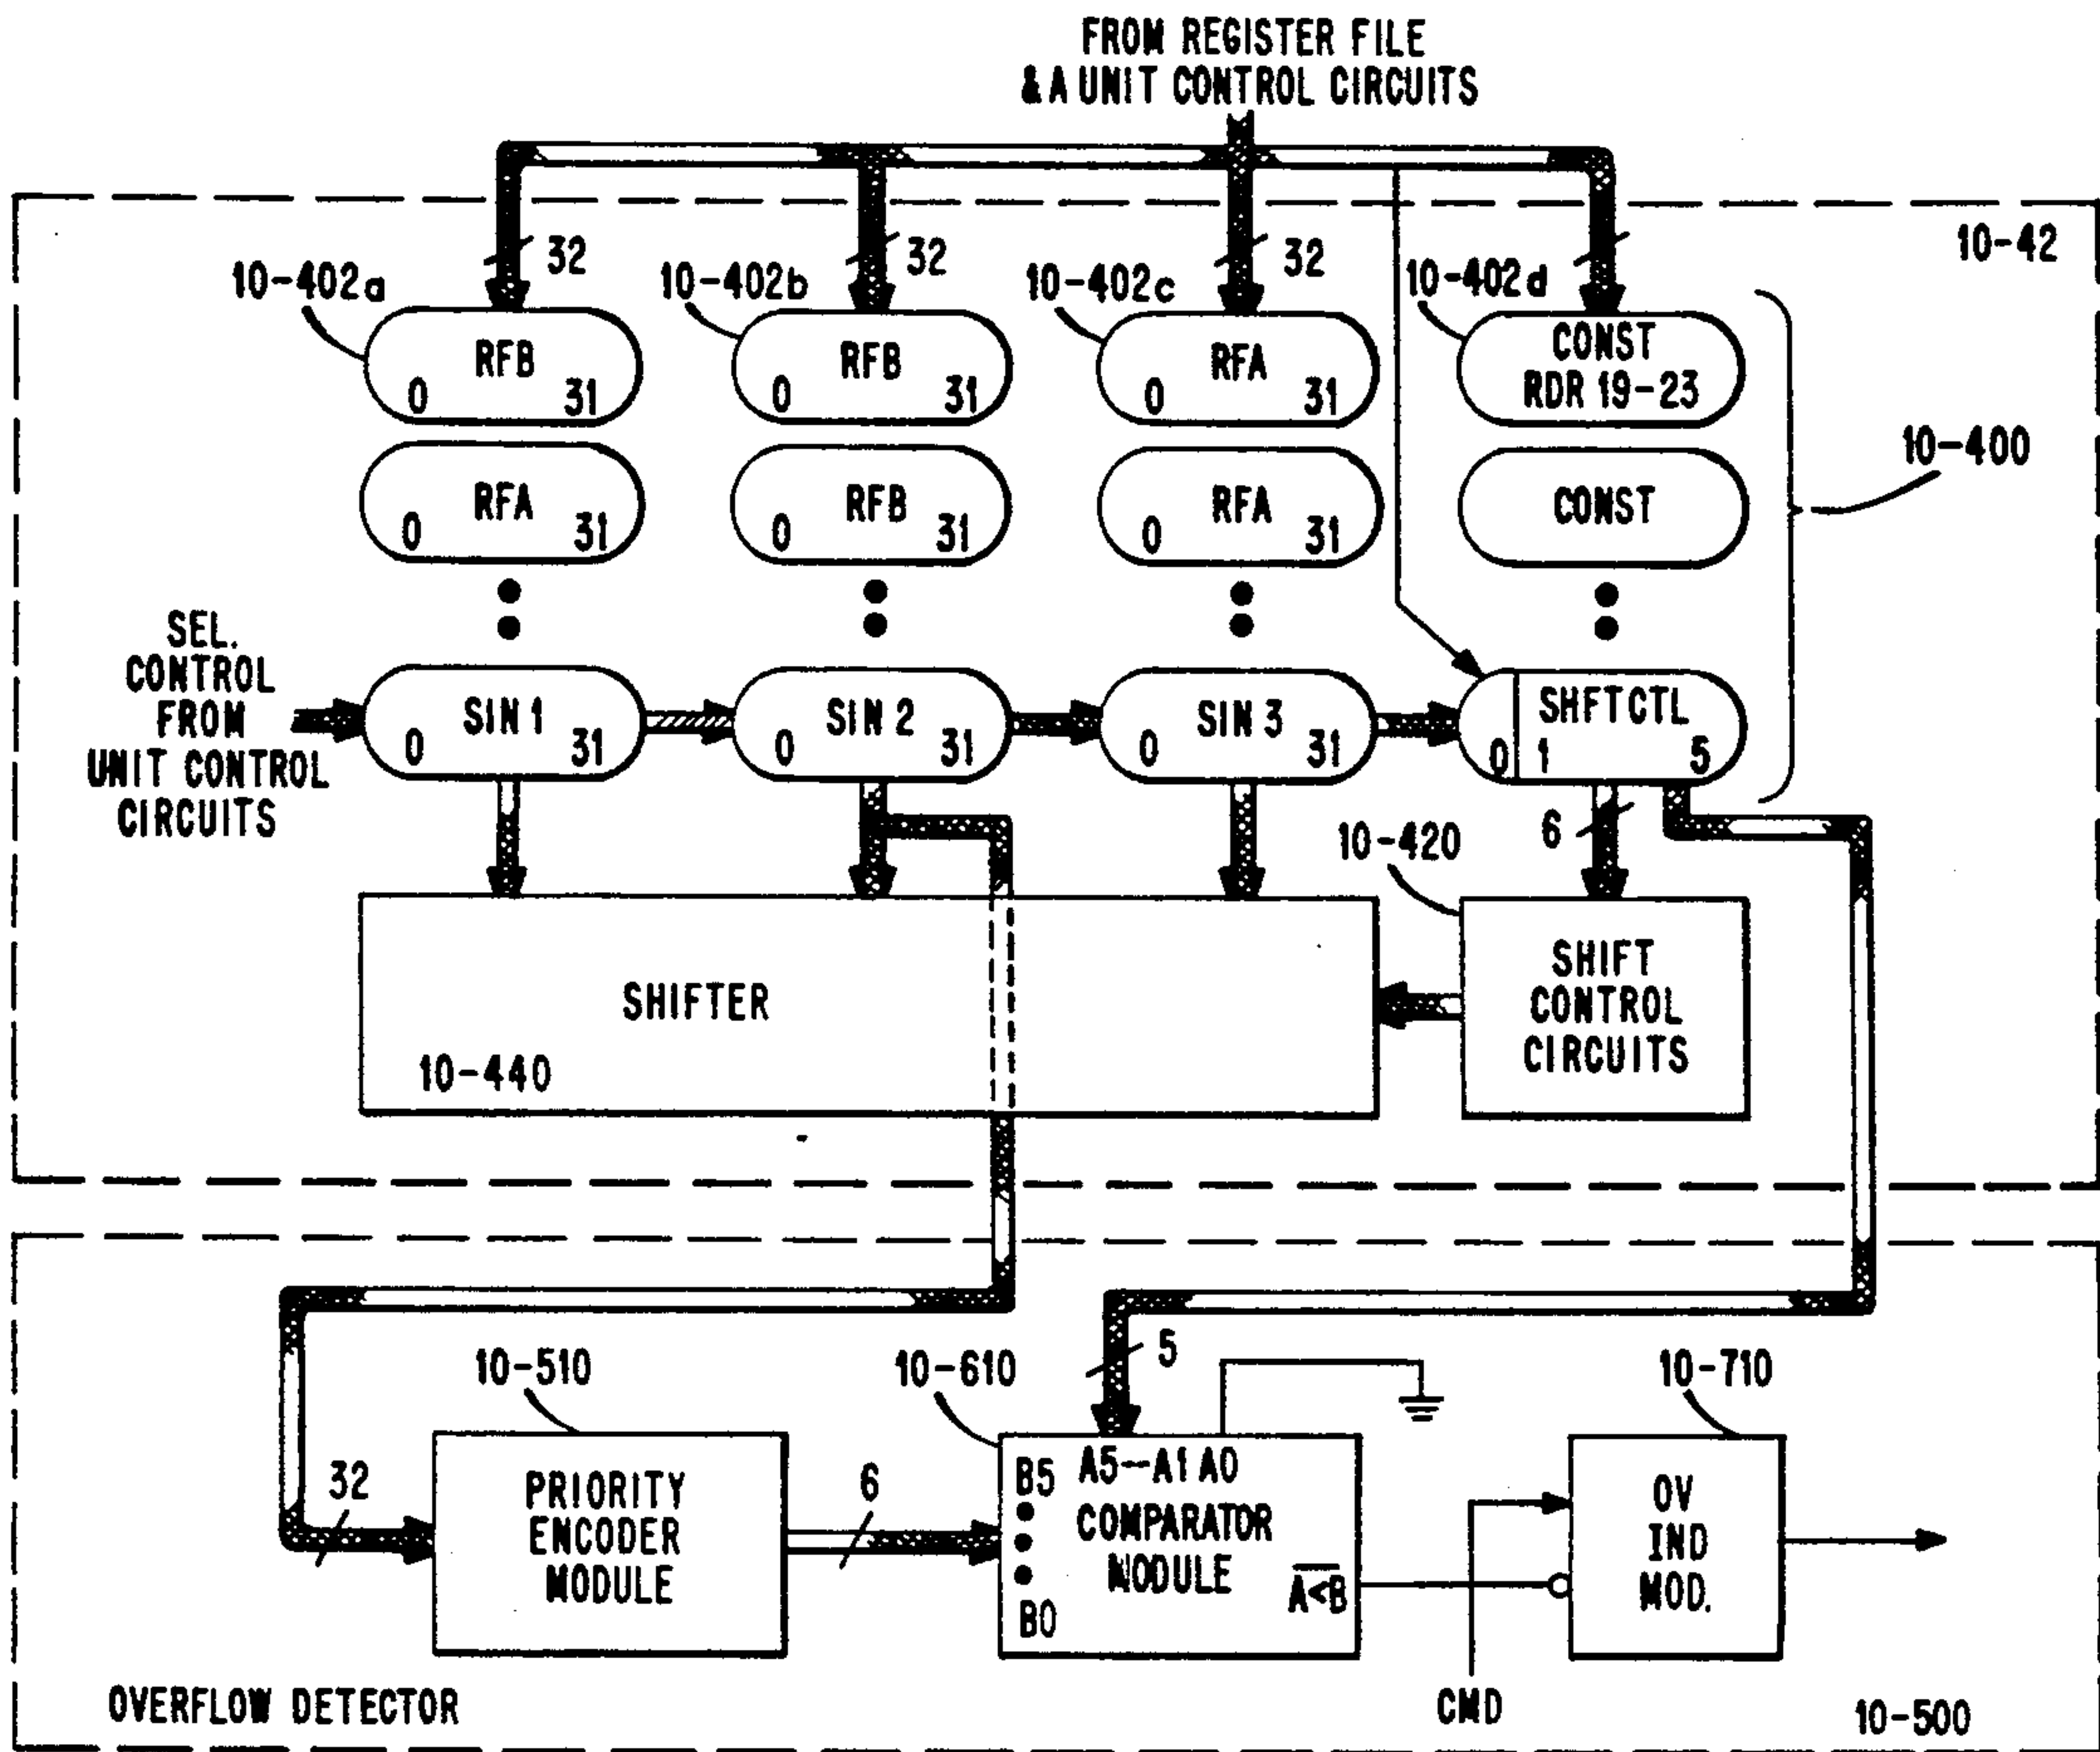 FROM REGISTER FILE
& A UNIT CONTROL CIRCUITS
10-42
32
32
32
10-402a
10-402b
10-402c
10-402d
RFB
0 31
RFB
0 31
RFA
0 31
CONST
RDR 19-23
10-400
RFA
0 31
RFB
0 31
RFA
0 31
CONST
SEL.
CONTROL
FROM
UNIT CONTROL
CIRCUITS
SIN 1
0 31
SIN 2
0 31
SIN 3
0 31
SHFTCTL
0 1 5
6
10-420
SHIFTER
10-440
SHIFT
CONTROL
CIRCUITS
5
10-510
10-610
10-710
32
PRIORITY
ENCODER
MODULE
6
B5 A5--A1 A0
COMPARATOR
MODULE
B0
A<B
OV
IND
MOD.
CMD
OVERFLOW DETECTOR
10-500